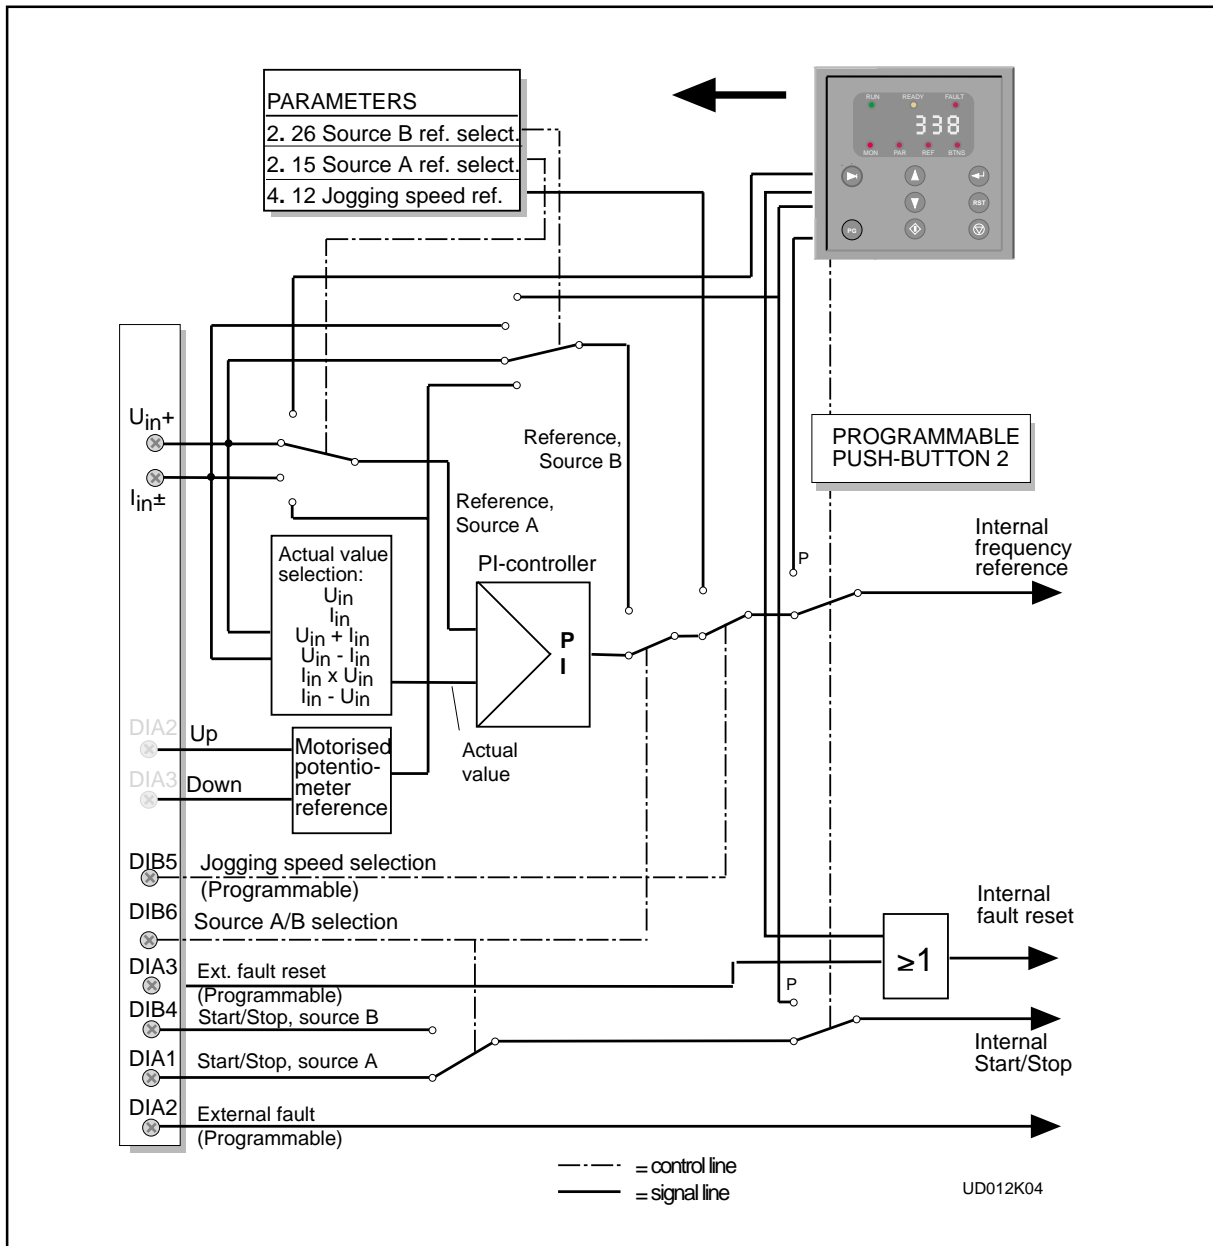 PARAMETERS
2. 26 Source B ref. select.
2. 15 Source A ref. select.
4. 12 Jogging speed ref.
RUN READY FAULT
338
MON PAR REF BTNS
RST
PG
Uin+
Iin±
Reference,
Source B
PROGRAMMABLE
PUSH-BUTTON 2
Reference,
Source A
Internal
frequency
reference
Actual value
selection:
Uin
Iin
Uin + Iin
Uin - Iin
Iin x Uin
Iin - Uin
PI-controller
P
I
P
DIA2
Up
DIA3
Down
Motorised
potentio-
meter
reference
Actual
value
DIB5
Jogging speed selection
(Programmable)
DIB6
Source A/B selection
DIA3
Ext. fault reset
(Programmable)
≥1
Internal
fault reset
DIB4
Start/Stop, source B
P
DIA1
Start/Stop, source A
Internal
Start/Stop
DIA2
External fault
(Programmable)
= control line
= signal line
UD012K04